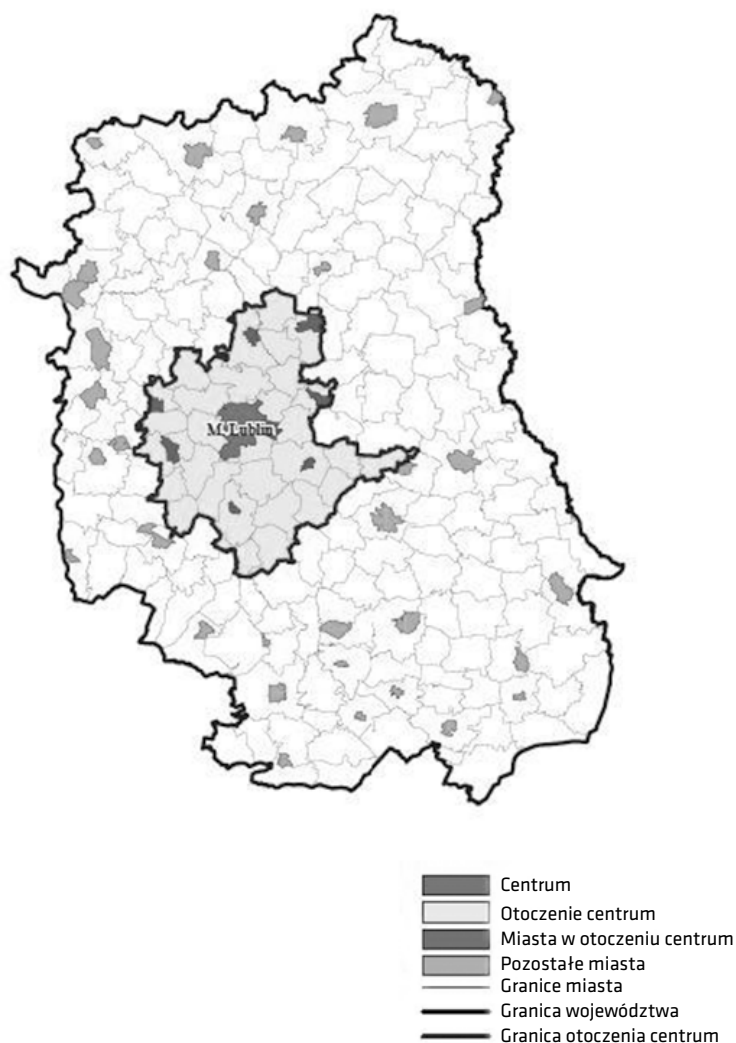 M. Lublin
Centrum
Otoczenie centrum
Miasta w otoczeniu centrum
Pozostałe miasta
Granice miasta
Granica województwa
Granica otoczenia centrum